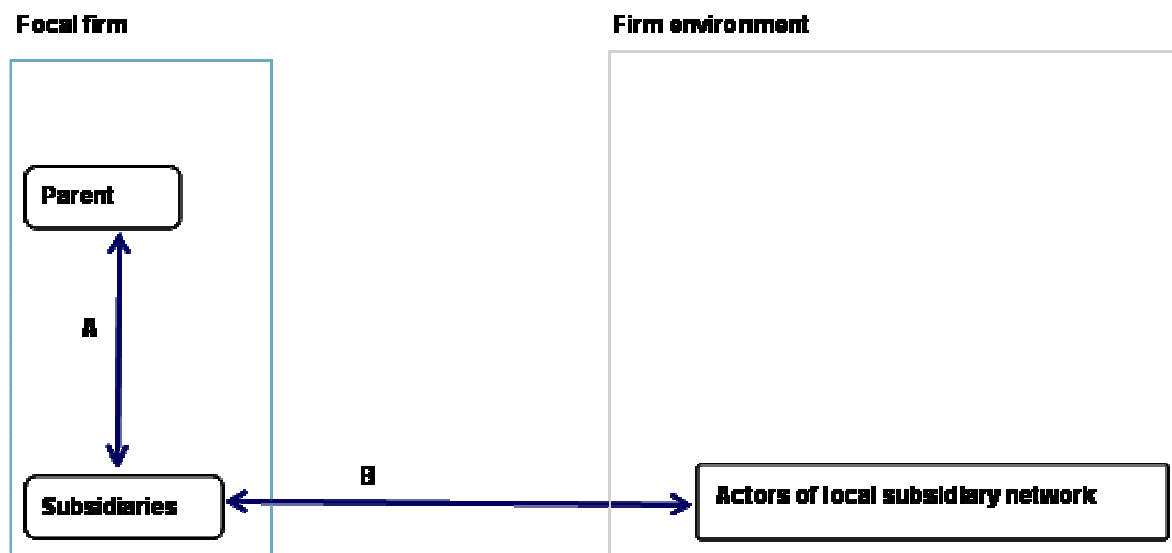 Focal firm
Firm environment
Parent
A
B
Subsidiaries
Actors of local subsidiary network